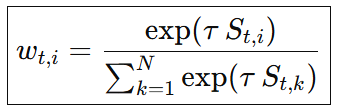 w_{t,i} = \frac{\exp(\tau S_{t,i})}{\sum_{k=1}^{N} \exp(\tau S_{t,k})}